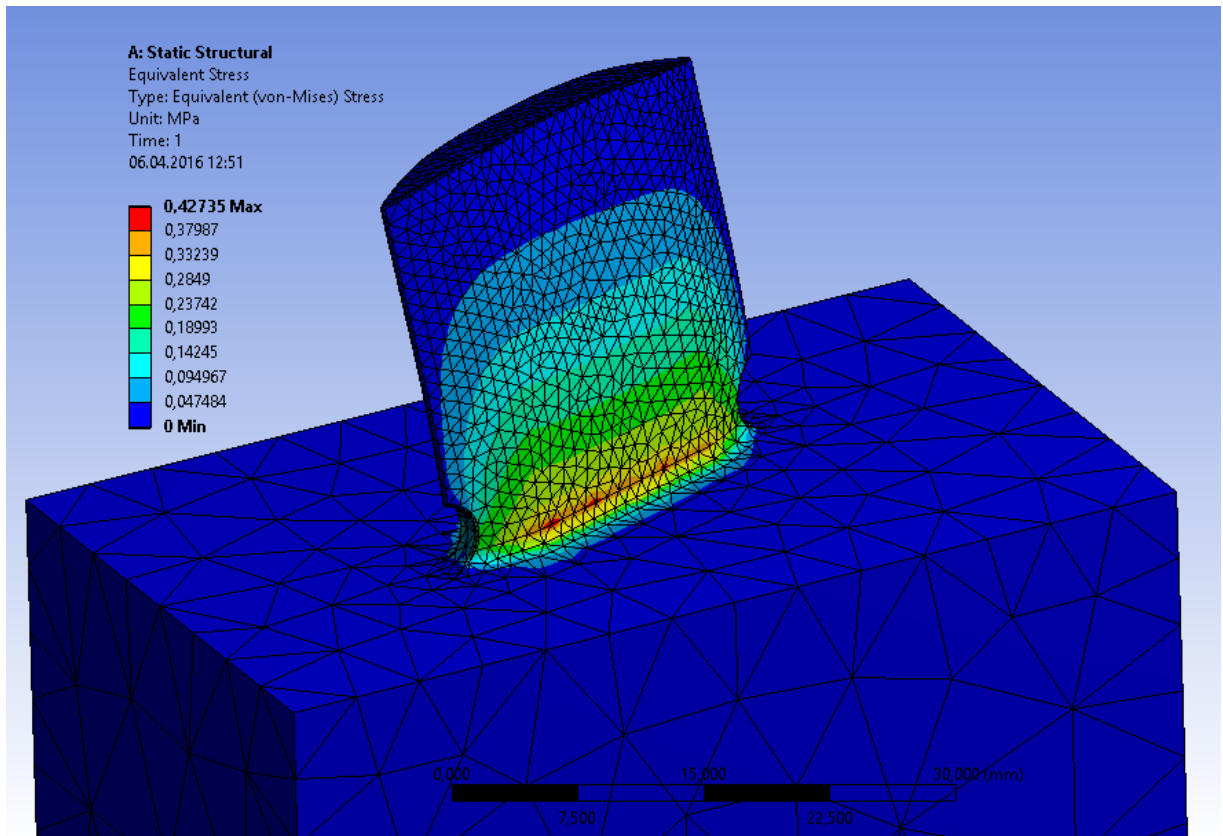 A: Static Structural
Equivalent Stress
Type: Equivalent (von-Mises) Stress
Unit: MPa
Time: 1
06.04.2016 12:51
0,42735 Max
0,37987
0,33239
0,2849
0,23742
0,18993
0,14245
0,094967
0,047484
0 Min
0,000 15,000 30,000 (mm)
7,500 22,500